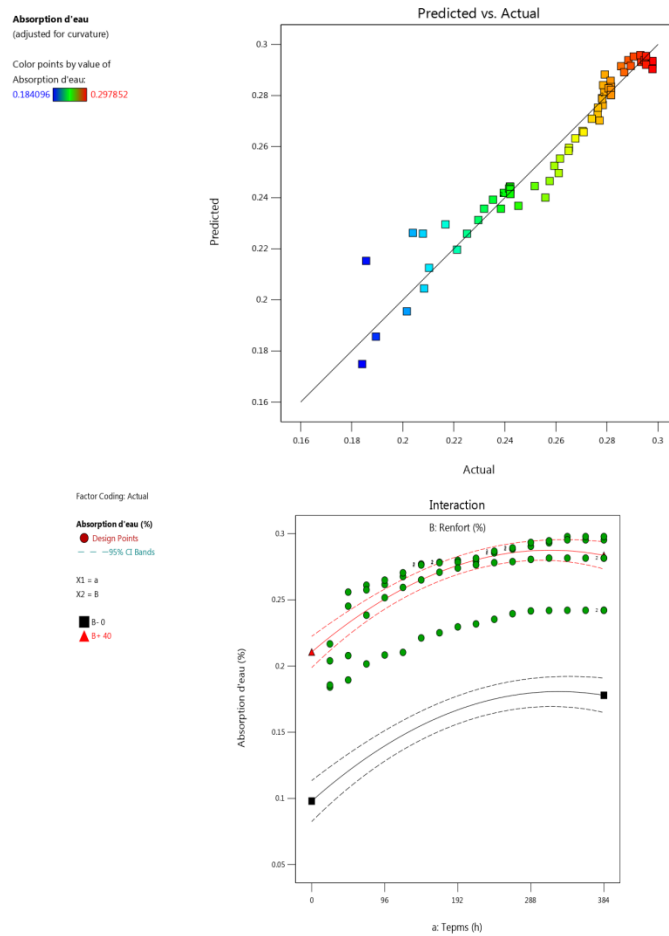 Absorption d'eau
(adjusted for curvature)
Color points by value of
Absorption d'eau:
0.184096 0.297852
Predicted vs. Actual
Predicted
0.3
0.28
0.26
0.24
0.22
0.2
0.18
0.16
0.16 0.18 0.2 0.22 0.24 0.26 0.28 0.3
Actual
Factor Coding: Actual
Absorption d'eau (%)
Design Points
95% CI Bands
X1 = a
X2 = B
B- 0
B+ 40
Interaction
B: Renfort (%)
Absorption d'eau (%)
0.3
0.25
0.2
0.15
0.1
0.05
0 96 192 288 384
a: Tepms (h)